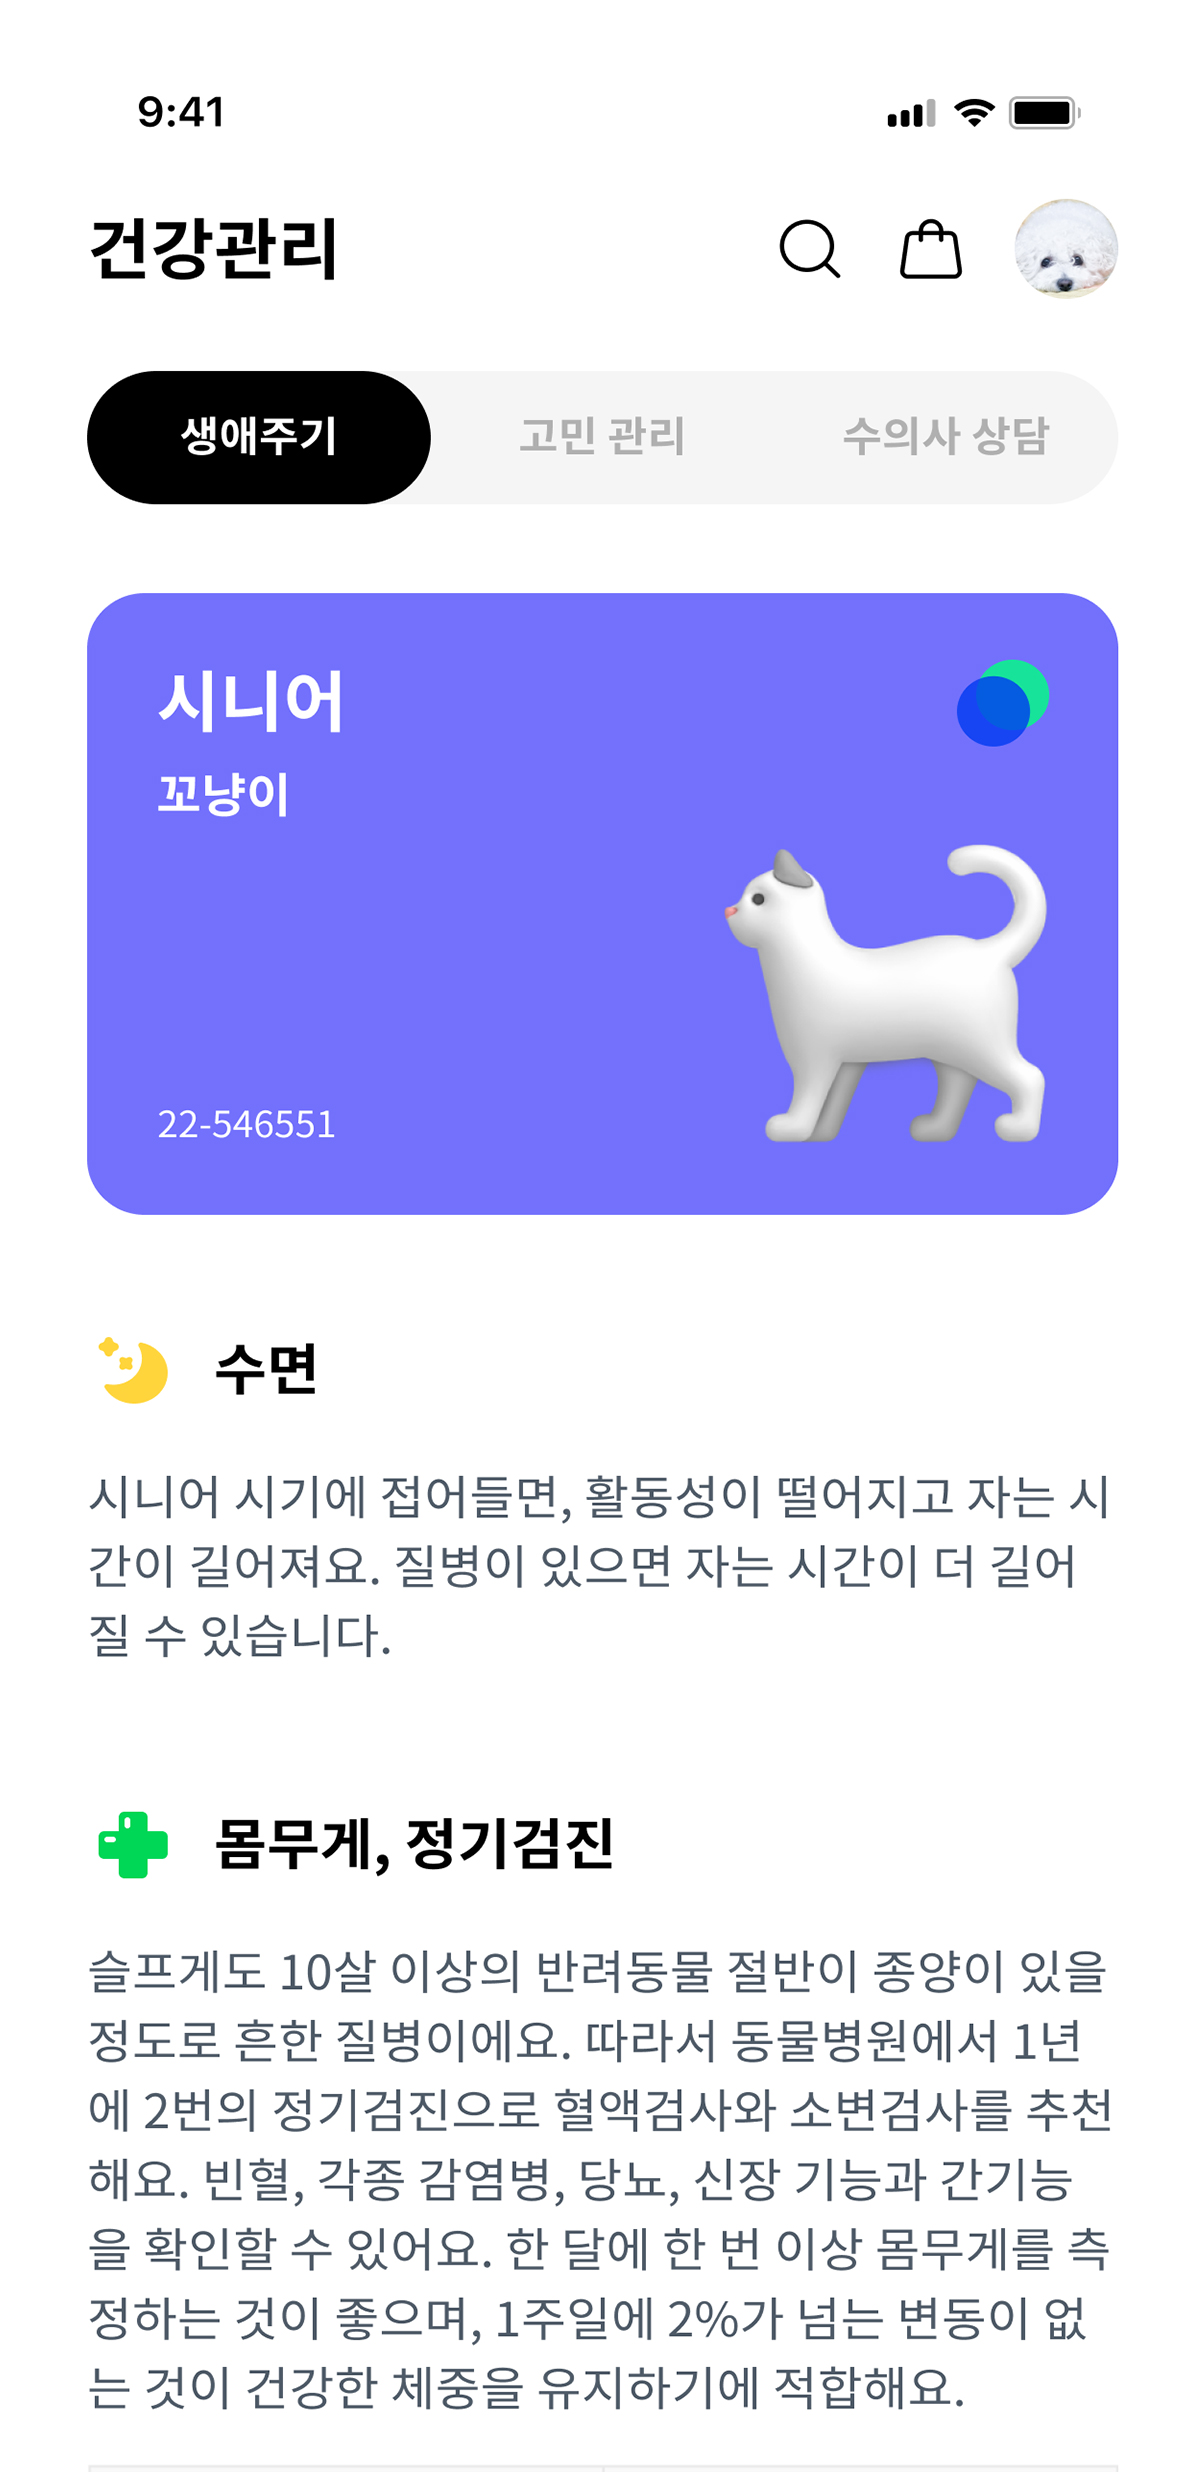 9:41
건강관리
생애주기 고민 관리 수의사 상담
시니어
꼬냥이
22-546551
수면
시니어 시기에 접어들면, 활동성이 떨어지고 자는 시
간이 길어져요. 질병이 있으면 자는 시간이 더 길어
질 수 있습니다.
몸무게, 정기검진
슬프게도 10살 이상의 반려동물 절반이 종양이 있을
정도로 흔한 질병이에요. 따라서 동물병원에서 1년
에 2번의 정기검진으로 혈액검사와 소변검사를 추천
해요. 빈혈, 각종 감염병, 당뇨, 신장 기능과 간기능
을 확인할 수 있어요. 한 달에 한 번 이상 몸무게를 측
정하는 것이 좋으며, 1주일에 2%가 넘는 변동이 없
는 것이 건강한 체중을 유지하기에 적합해요.